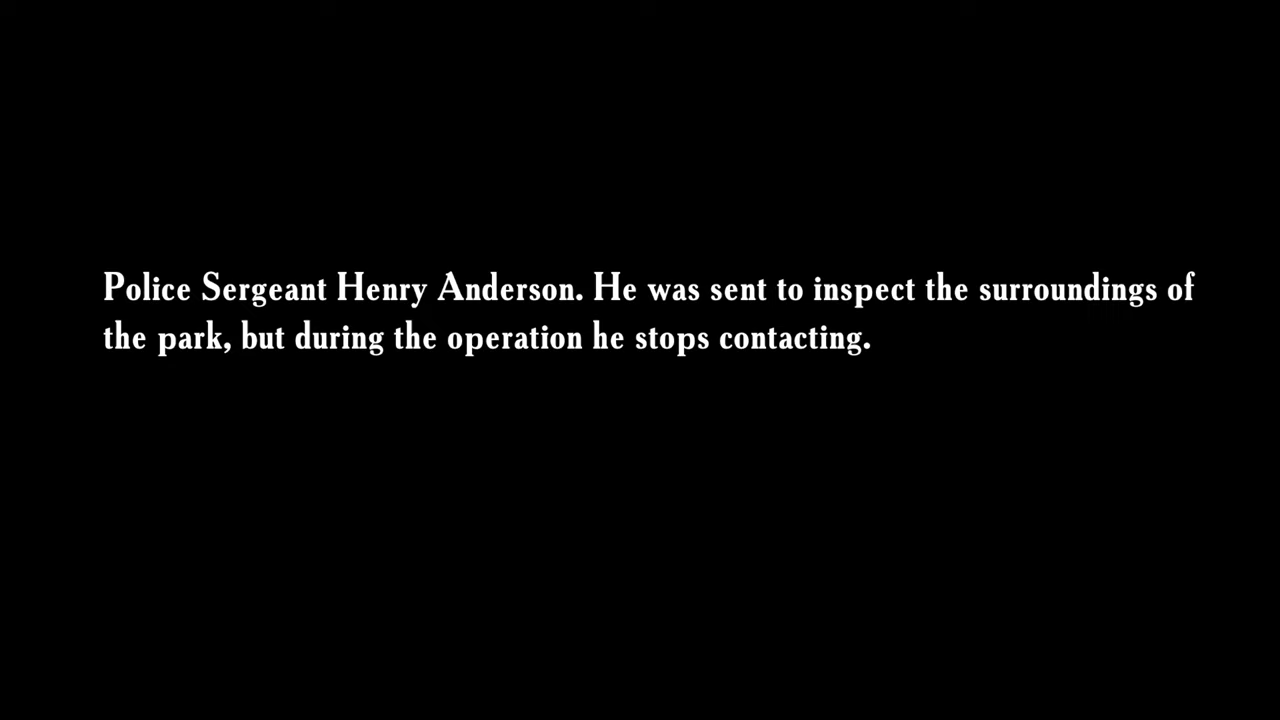 Police Sergeant Henry Anderson. He was sent to inspect the surroundings of
the park, but during the operation he stops contacting.